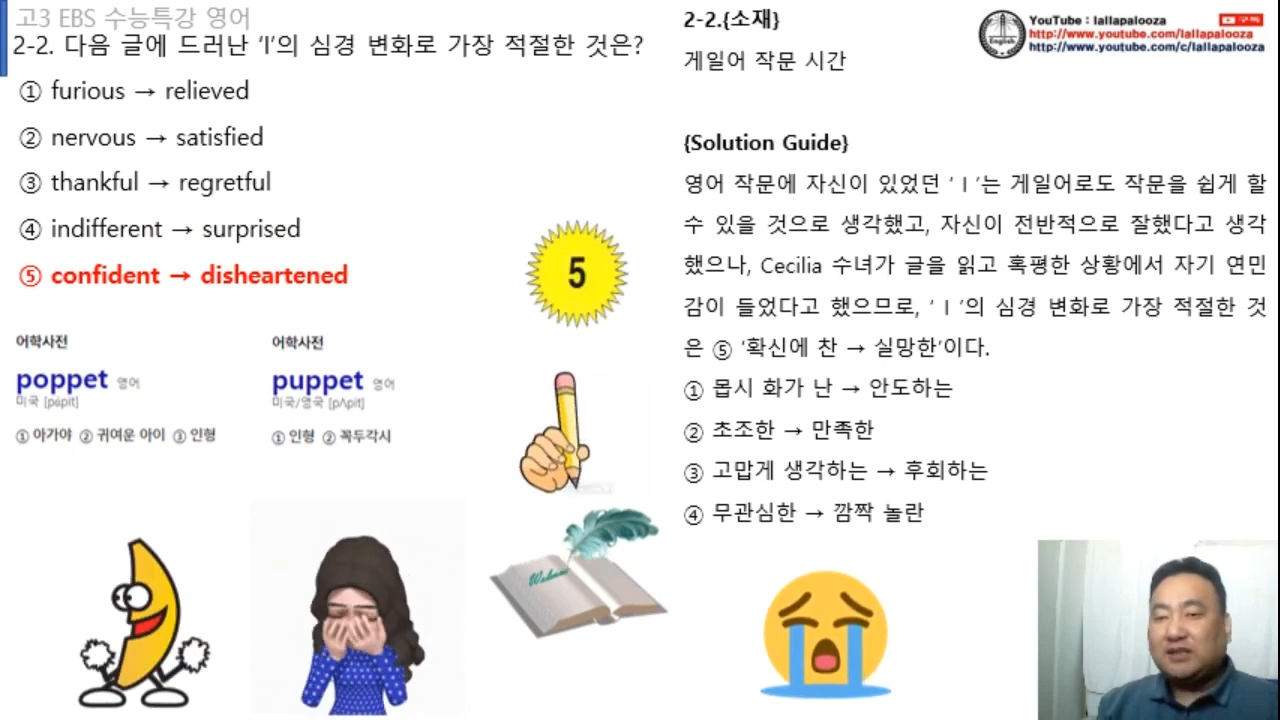 고3 EBS 수능특강 영어
2-2. 다음 글에 드러난 ‘I’의 심경 변화로 가장 적절한 것은?
① furious → relieved
② nervous → satisfied
③ thankful → regretful
④ indifferent → surprised
⑤ confident → disheartened
5
어학사전
poppet 영어
미국 [pápit]
① 아가야 ② 귀여운 아이 ③ 인형
어학사전
puppet 영어
미국/영국 [pʌpit]
① 인형 ② 꼭두각시
Welcome
2-2.{소재}
게일어 작문 시간
{Solution Guide}
영어 작문에 자신이 있었던 ‘ I ’는 게일어로도 작문을 쉽게 할
수 있을 것으로 생각했고, 자신이 전반적으로 잘했다고 생각
했으나, Cecilia 수녀가 글을 읽고 혹평한 상황에서 자기 연민
감이 들었다고 했으므로, ‘ I ’의 심경 변화로 가장 적절한 것
은 ⑤ ‘확신에 찬 → 실망한’이다.
① 몹시 화가 난 → 안도하는
② 초조한 → 만족한
③ 고맙게 생각하는 → 후회하는
④ 무관심한 → 깜짝 놀란
English
YouTube : lallapalooza
구독
http://www.youtube.com/lallapalooza
http://www.youtube.com/c/lallapalooza